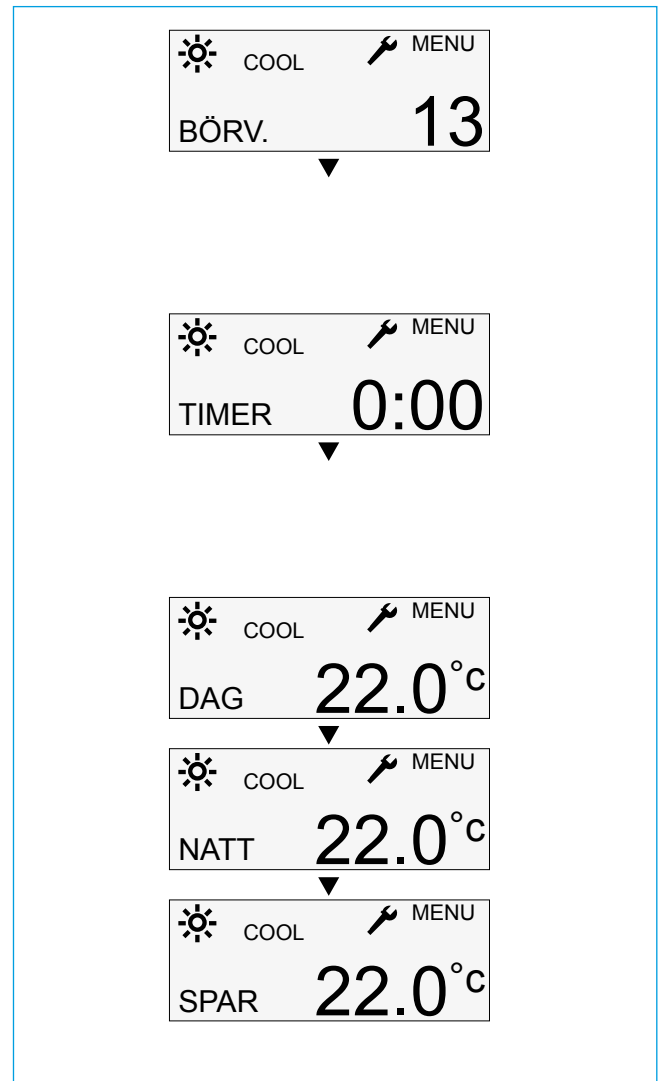 COOL MENU
BÖRV. 13
COOL MENU
TIMER 0:00
COOL MENU
DAG 22.0°c
COOL MENU
NATT 22.0°c
COOL MENU
SPAR 22.0°c